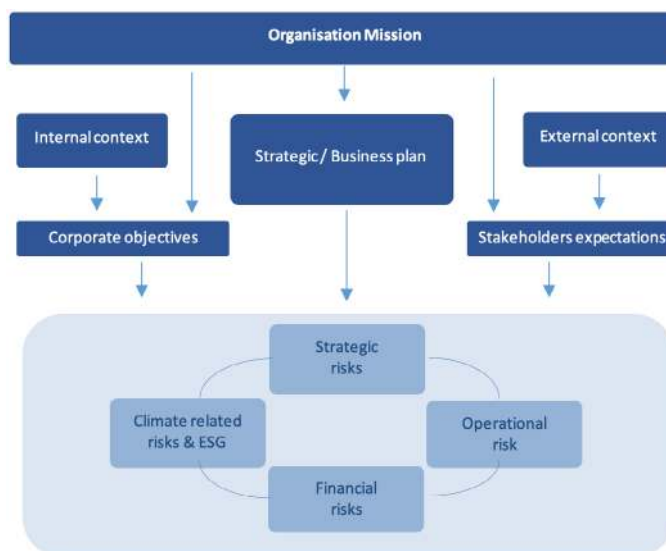 Organisation Mission
Internal context
Strategic / Business plan
External context
Corporate objectives
Stakeholders expectations
Strategic
risks
Climate related
risks & ESG
Operational
risk
Financial
risks